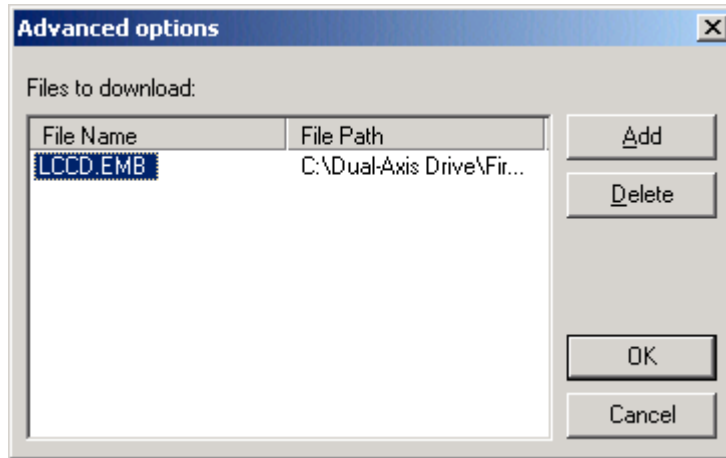 Advanced options
Files to download:
File Name File Path
LCCD.EMB C:\Dual-Axis Drive\Fir...
Add
Delete
OK
Cancel